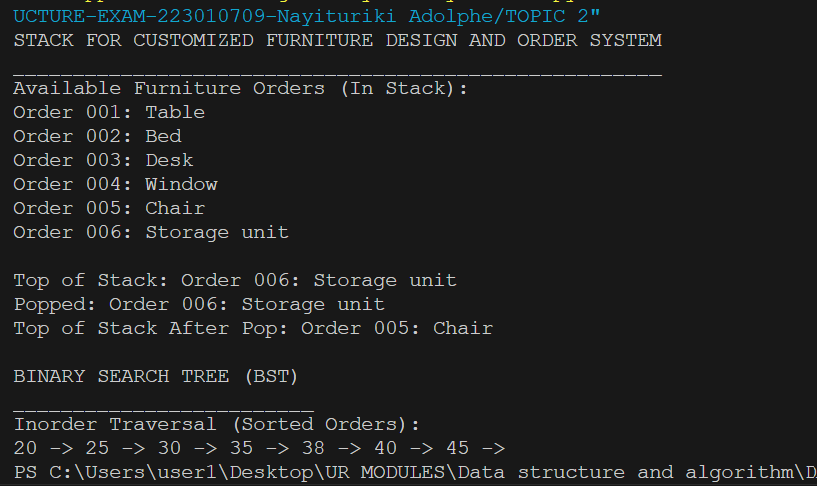 UCTURE-EXAM-223010709-Nayituriki Adolphe/TOPIC 2"
STACK FOR CUSTOMIZED FURNITURE DESIGN AND ORDER SYSTEM
______________________________________________________
Available Furniture Orders (In Stack):
Order 001: Table
Order 002: Bed
Order 003: Desk
Order 004: Window
Order 005: Chair
Order 006: Storage unit
Top of Stack: Order 006: Storage unit
Popped: Order 006: Storage unit
Top of Stack After Pop: Order 005: Chair
BINARY SEARCH TREE (BST)
_________________________
Inorder Traversal (Sorted Orders):
20 -> 25 -> 30 -> 35 -> 38 -> 40 -> 45 ->
PS C:\Users\user1\Desktop\UR MODULES\Data structure and algorithm\D